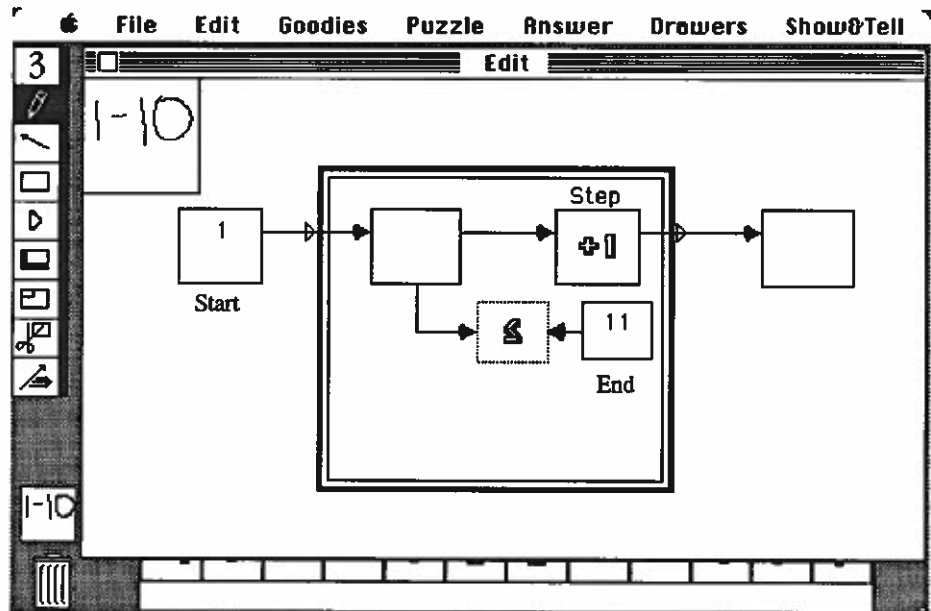 File Edit Goodies Puzzle Answer Drawers Show&Tell
3
Edit
1-10
Step
1
+1
Start
≤
11
End
1-10